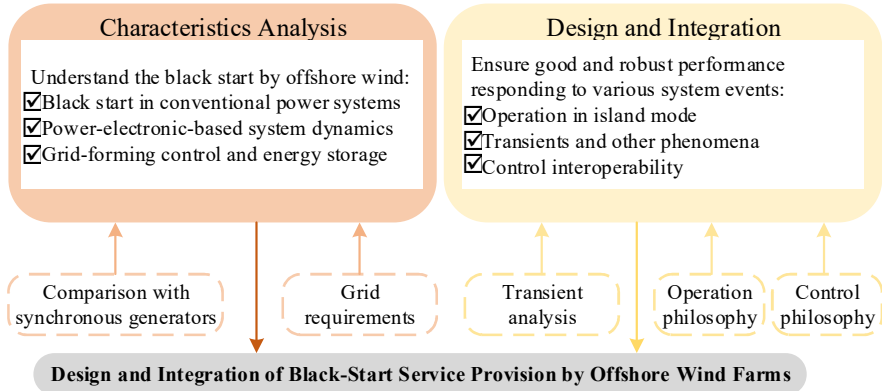 Characteristics Analysis
Understand the black start by offshore wind:
Black start in conventional power systems
Power-electronic-based system dynamics
Grid-forming control and energy storage
Design and Integration
Ensure good and robust performance
responding to various system events:
Operation in island mode
Transients and other phenomena
Control interoperability
Comparison with
synchronous generators
Grid
requirements
Transient
analysis
Operation
philosophy
Control
philosophy
Design and Integration of Black-Start Service Provision by Offshore Wind Farms